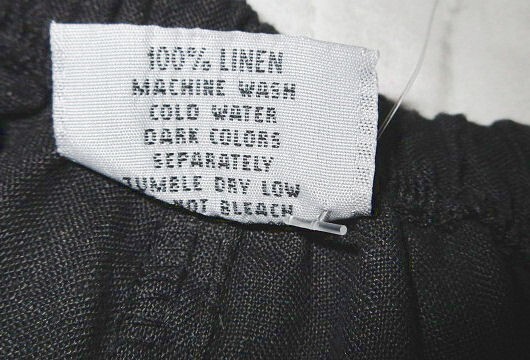 100% LINEN
MACHINE WASH
COLD WATER
DARK COLORS
SEPARATELY
TUMBLE DRY LOW
NOT BLEACH